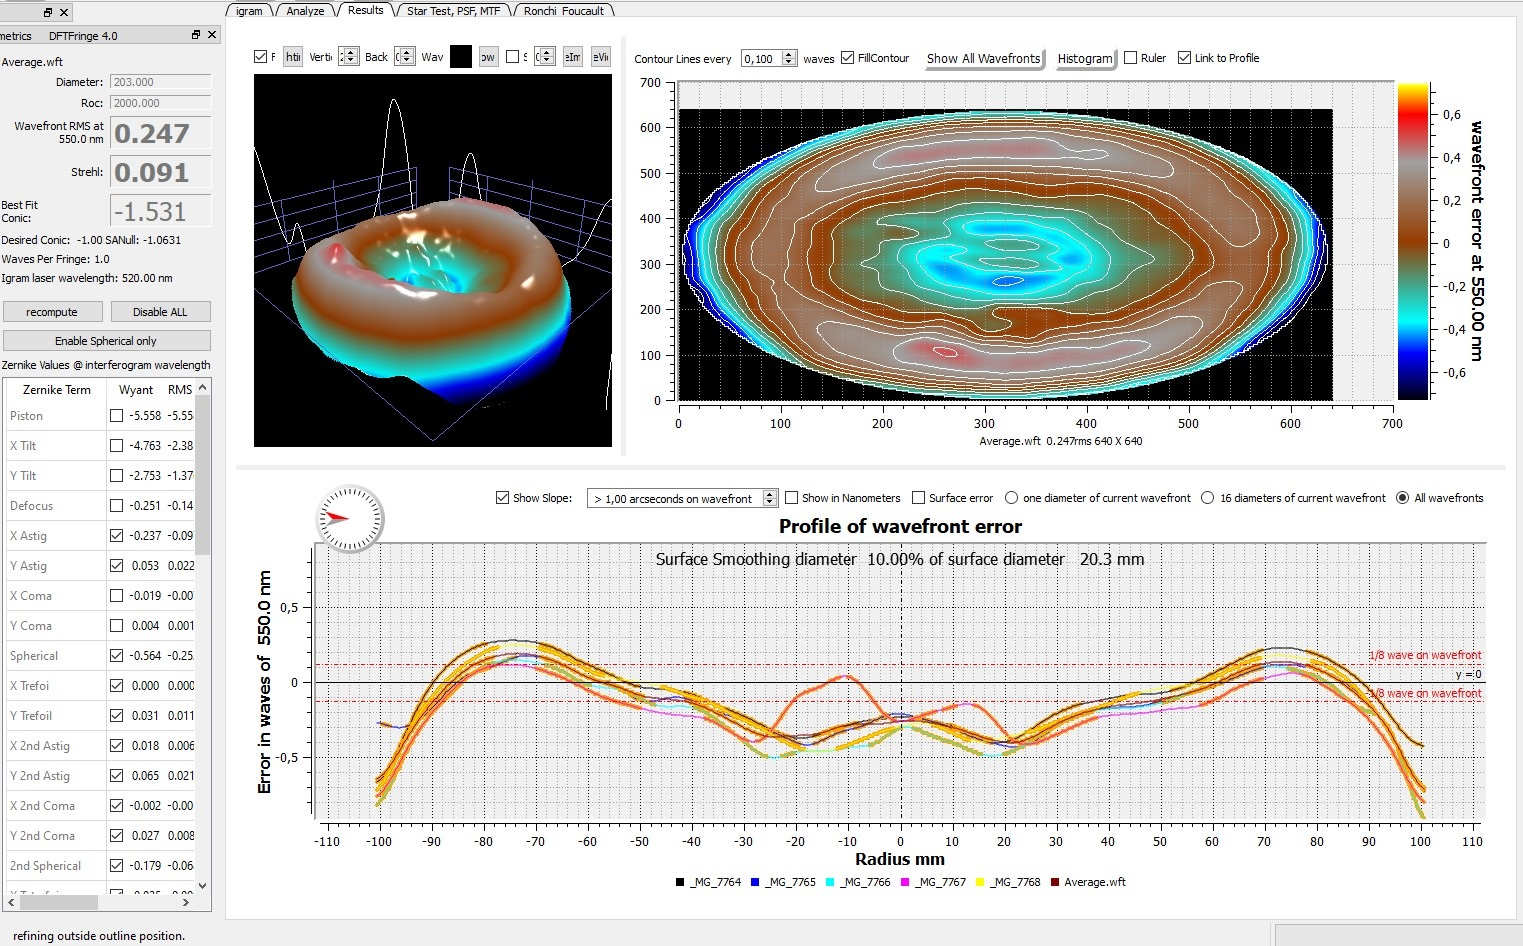 igram Analyze Results Star Test, PSF, MTF Ronchi Foucault
metrics DFTFringe 4.0
Average.wft
Diameter: 203.000
Roc: 2000.000
Wavefront RMS at
550.0 nm 0.247
Strehl: 0.091
Best Fit
Conic: -1.531
Desired Conic: -1.00 SANull: -1.0631
Waves Per Fringe: 1.0
Igram laser wavelength: 520.00 nm
recompute Disable ALL
Enable Spherical only
Zernike Values @ interferogram wavelength
Zernike Term Wyant RMS
Piston -5.558 -5.55
X Tilt -4.763 -2.38
Y Tilt -2.753 -1.37
Defocus -0.251 -0.14
X Astig -0.237 -0.09
Y Astig 0.053 0.022
X Coma -0.019 -0.00
Y Coma 0.004 0.001
Spherical -0.564 -0.25
X Trefoi 0.000 0.000
Y Trefoil 0.031 0.011
X 2nd Astig 0.018 0.006
Y 2nd Astig 0.065 0.021
X 2nd Coma -0.002 -0.00
Y 2nd Coma 0.027 0.008
2nd Spherical -0.179 -0.06
refining outside outline position.
F Verti Back Wav ow S
Contour Lines every 0,100 waves FillContour Show All Wavefronts Histogram Ruler Link to Profile
700
600
500
400
300
200
100
0
0 100 200 300 400 500 600 700
Average.wft 0.247rms 640 X 640
0,6
0,4
0,2
0
-0,2
-0,4
-0,6
wavefront error at 550.00 nm
Show Slope: > 1,00 arcseconds on wavefront Show in Nanometers Surface error one diameter of current wavefront 16 diameters of current wavefront All wavefronts
Profile of wavefront error
Surface Smoothing diameter 10.00% of surface diameter 20.3 mm
Error in waves of 550.0 nm
0,5
0
-0,5
1/8 wave on wavefront
y = 0
1/8 wave on wavefront
-110 -100 -90 -80 -70 -60 -50 -40 -30 -20 -10 0 10 20 30 40 50 60 70 80 90 100 110
Radius mm
_MG_7764 _MG_7765 _MG_7766 _MG_7767 _MG_7768 Average.wft